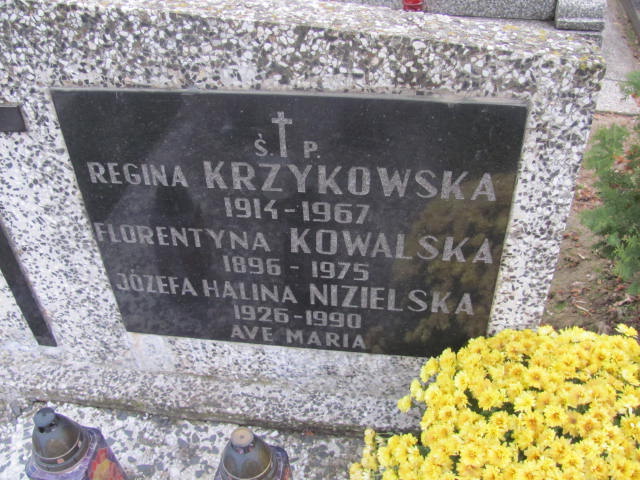 Ś. P.
REGINA KRZYKOWSKA
1914-1967
FLORENTYNA KOWALSKA
1896-1975
JÓZEFA HALINA NIZIELSKA
1926-1990
AVE MARIA